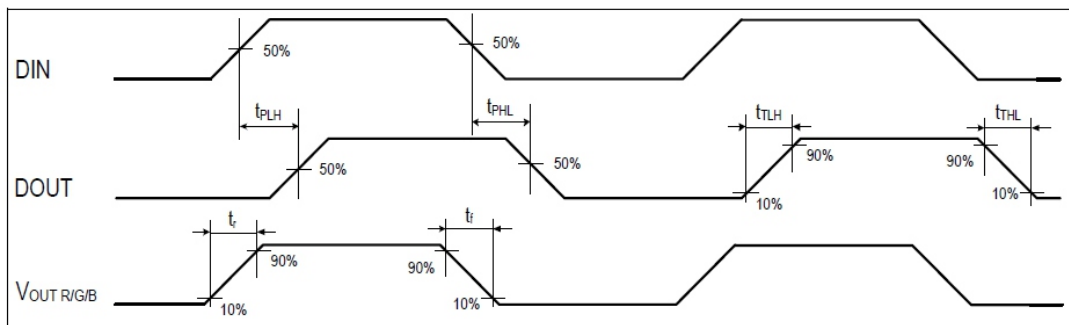 DIN
50%
50%
tPLH
tPHL
tTLH
tTHL
DOUT
50%
50%
90%
90%
10%
10%
tr
tf
VOUT R/G/B
90%
90%
10%
10%